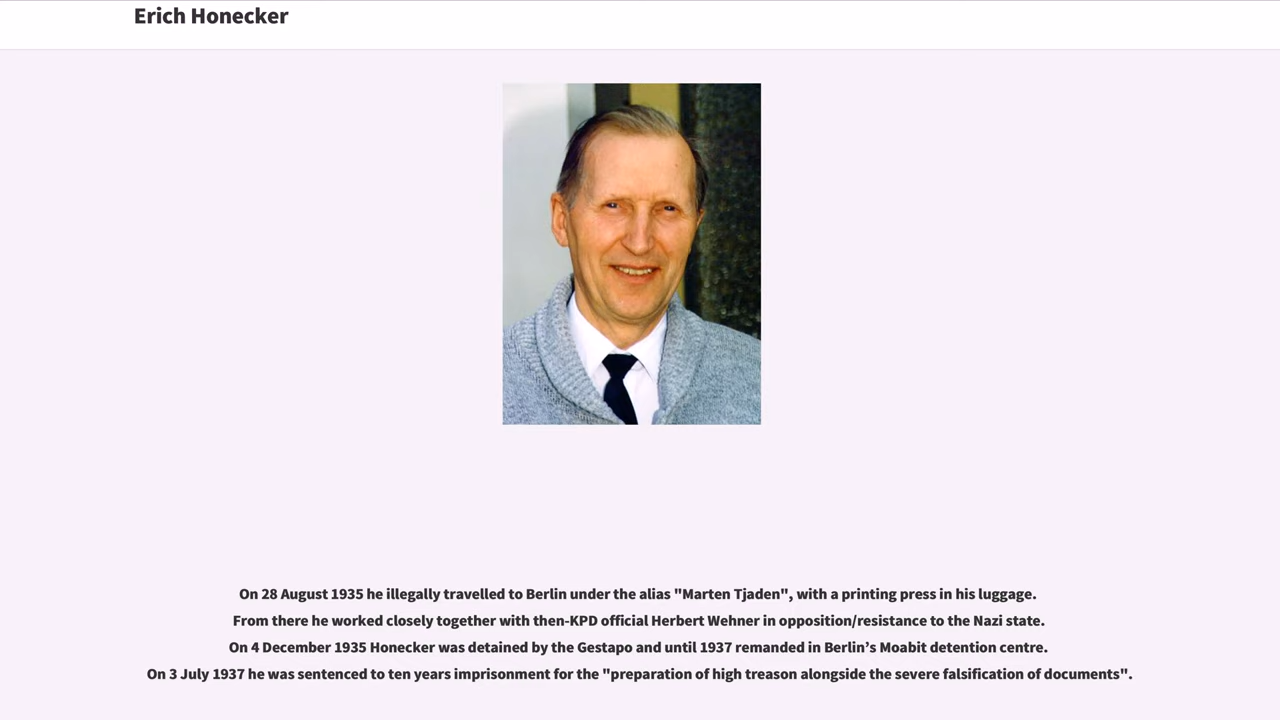 Erich Honecker
On 28 August 1935 he illegally travelled to Berlin under the alias "Marten Tjaden", with a printing press in his luggage.
From there he worked closely together with then-KPD official Herbert Wehner in opposition/resistance to the Nazi state.
On 4 December 1935 Honecker was detained by the Gestapo and until 1937 remanded in Berlin’s Moabit detention centre.
On 3 July 1937 he was sentenced to ten years imprisonment for the "preparation of high treason alongside the severe falsification of documents".